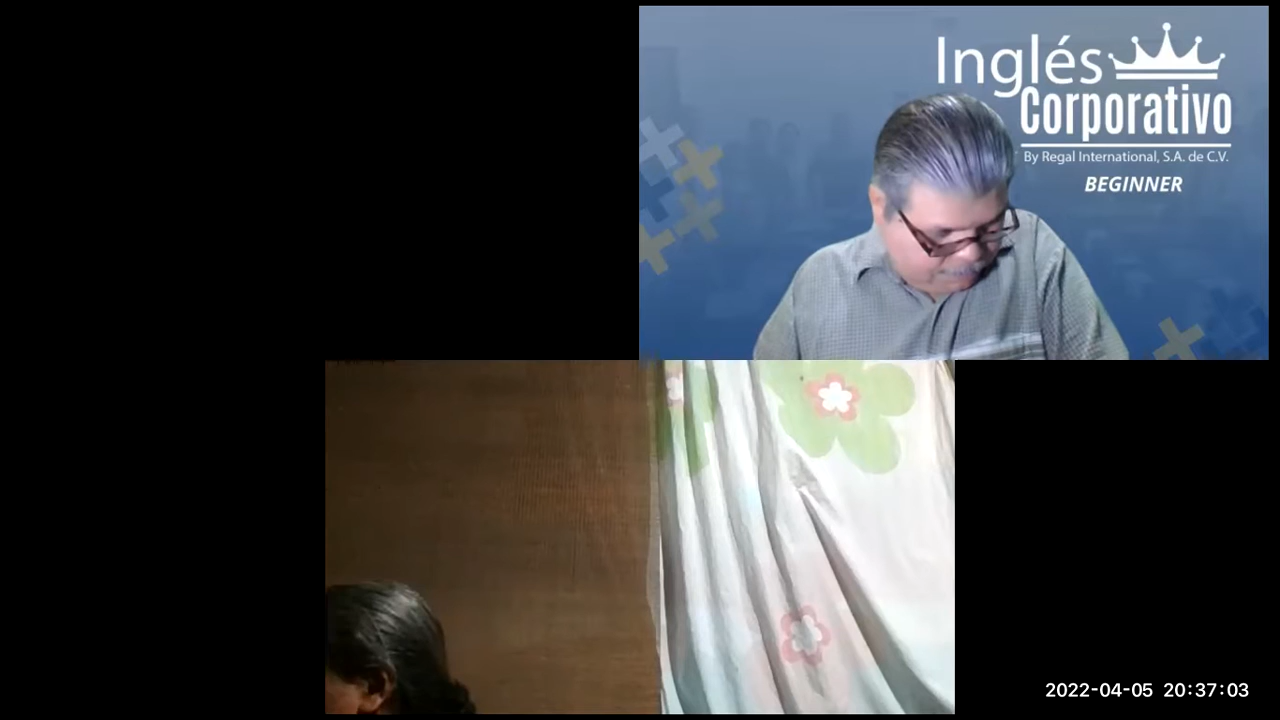 Inglés
Corporativo
By Regal International, S.A. de C.V.
BEGINNER
2022-04-05 20:37:03